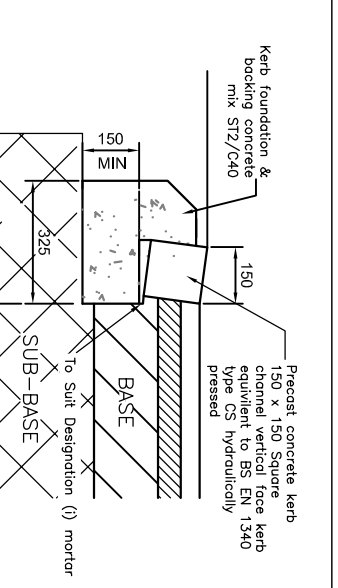 Kerb foundation &
backing concrete
mix ST2/C40
150
MIN
325
150
Precast concrete kerb
150 x 150 Square
channel vertical face kerb
equivilent to BS EN 1340
type CS hydraulically
pressed
BASE
SUB-BASE
To Suit Designation (i) mortar